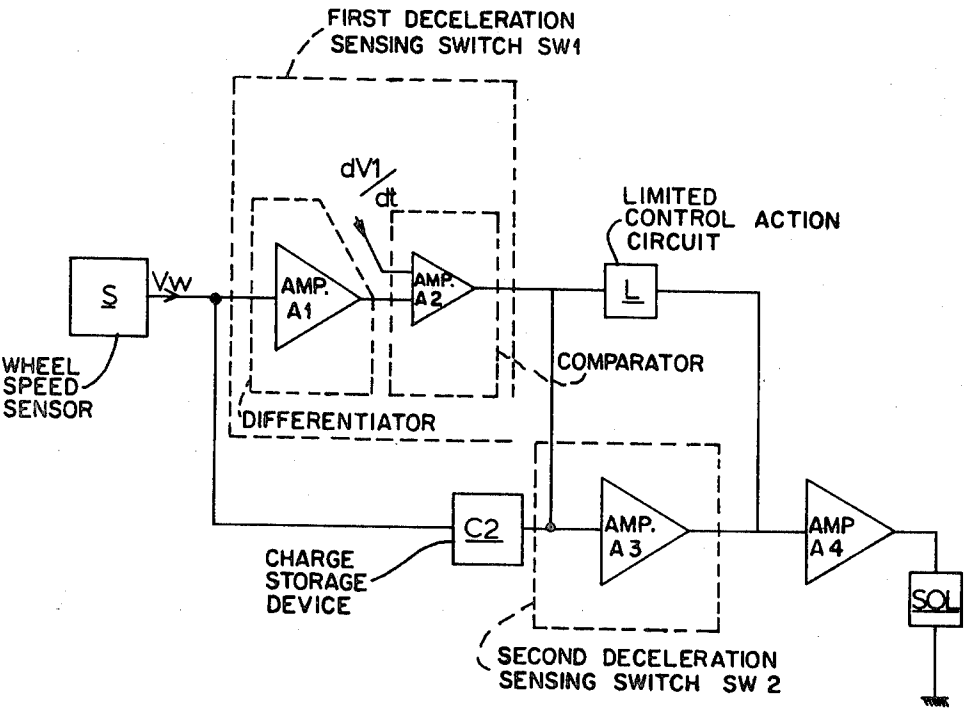 FIRST DECELERATION
SENSING SWITCH SW1
dV1/dt
LIMITED
CONTROL ACTION
CIRCUIT
S
VW
AMP.
A1
AMP.
A2
L
WHEEL
SPEED
SENSOR
COMPARATOR
DIFFERENTIATOR
C2
AMP.
A3
AMP
A4
CHARGE
STORAGE
DEVICE
SOL
SECOND DECELERATION
SENSING SWITCH SW 2